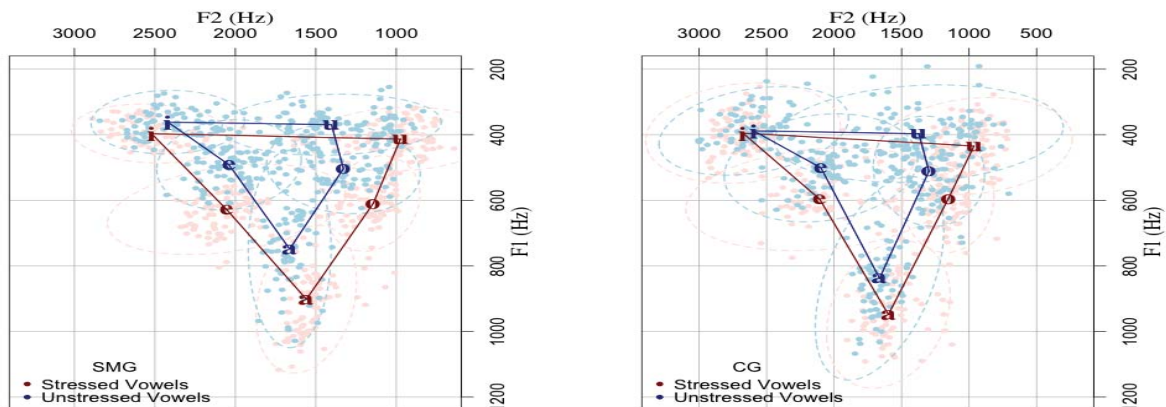 F2 (Hz)
3000 2500 2000 1500 1000
200
400
600
800
1000
1200
F1 (Hz)
i
u
i
u
e
o
e
o
a
a
SMG
Stressed Vowels
Unstressed Vowels
F2 (Hz)
3000 2500 2000 1500 1000 500
200
400
600
800
1000
1200
F1 (Hz)
i
i
u
u
e
o
e
o
a
a
CG
Stressed Vowels
Unstressed Vowels